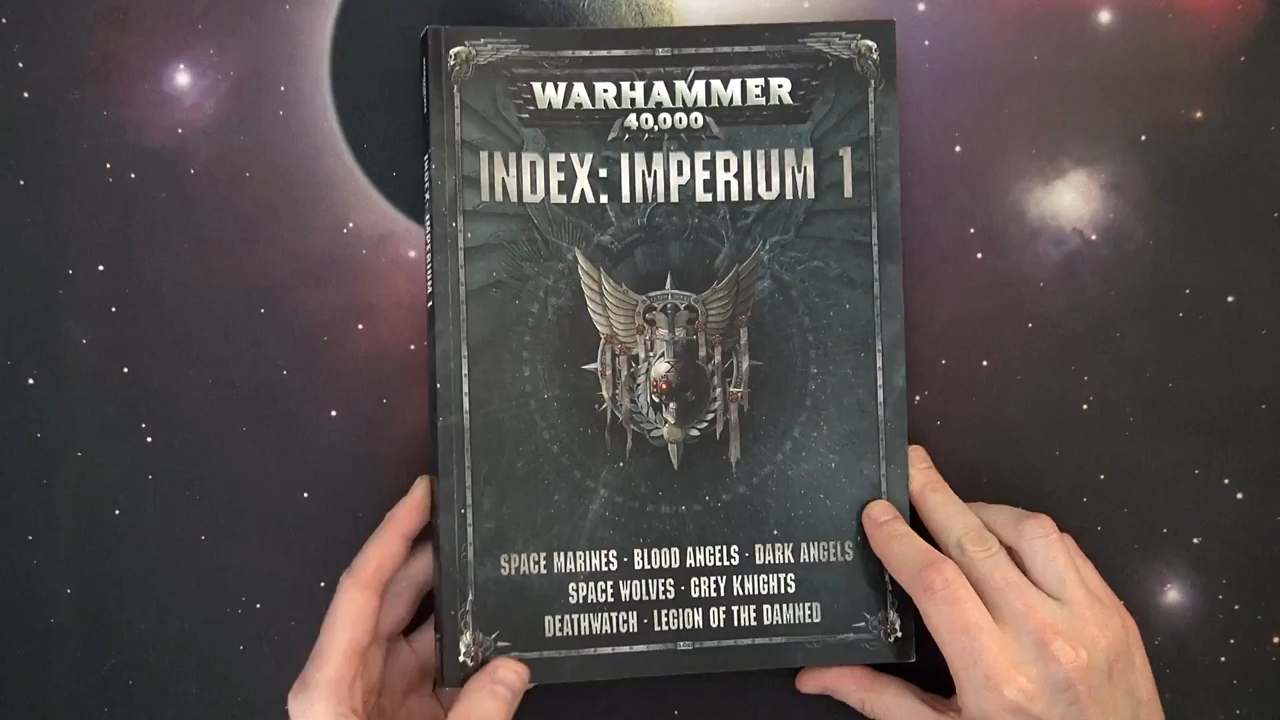 WARHAMMER
40,000
INDEX: IMPERIUM 1
SPACE MARINES · BLOOD ANGELS · DARK ANGELS
SPACE WOLVES · GREY KNIGHTS
DEATHWATCH · LEGION OF THE DAMNED